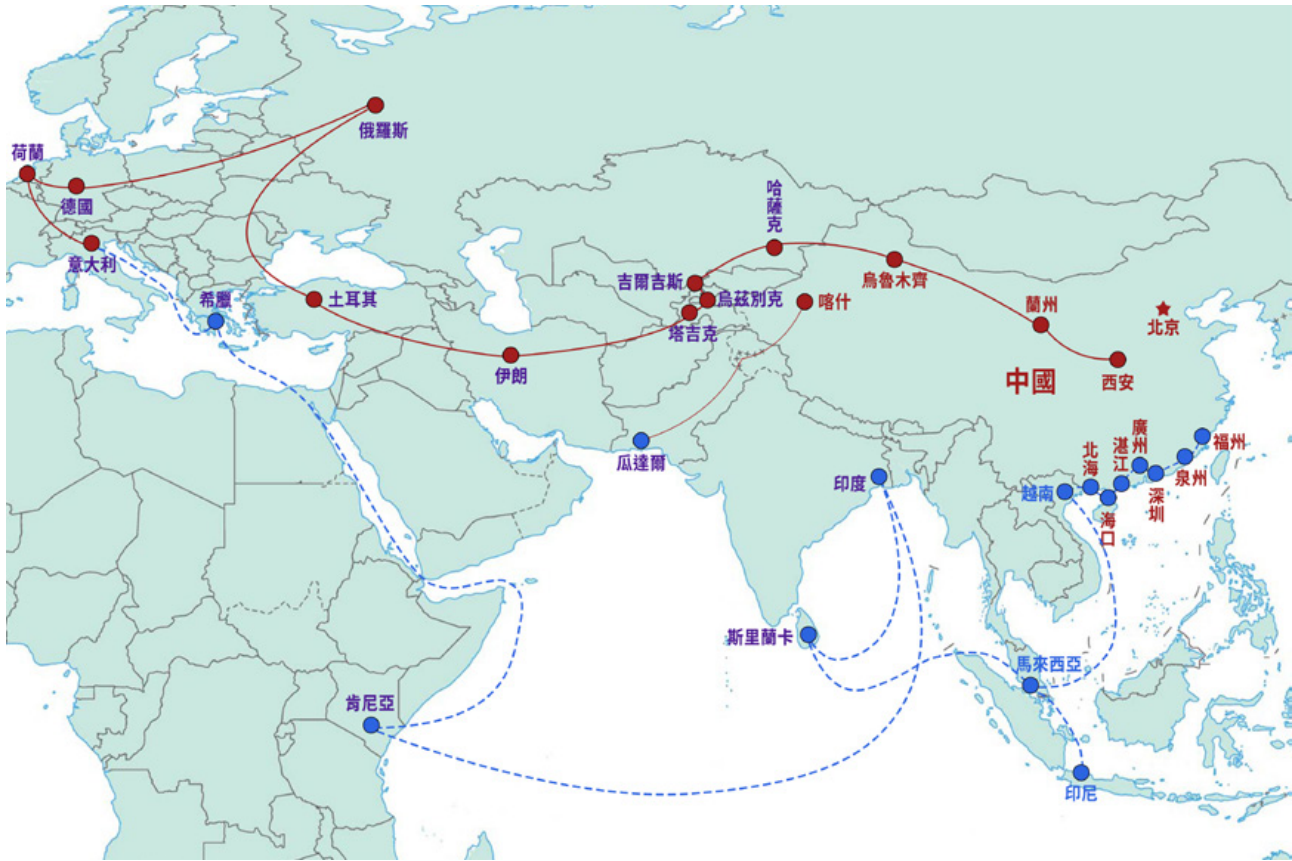 俄羅斯
荷蘭
德國
意大利
希臘
土耳其
伊朗
哈薩克
吉爾吉斯
烏茲別克
塔吉克
喀什
烏魯木齊
蘭州
北京
西安
中國
瓜達爾
印度
越南
北海
湛江
廣州
海口
深圳
泉州
福州
斯里蘭卡
馬來西亞
肯尼亞
印尼